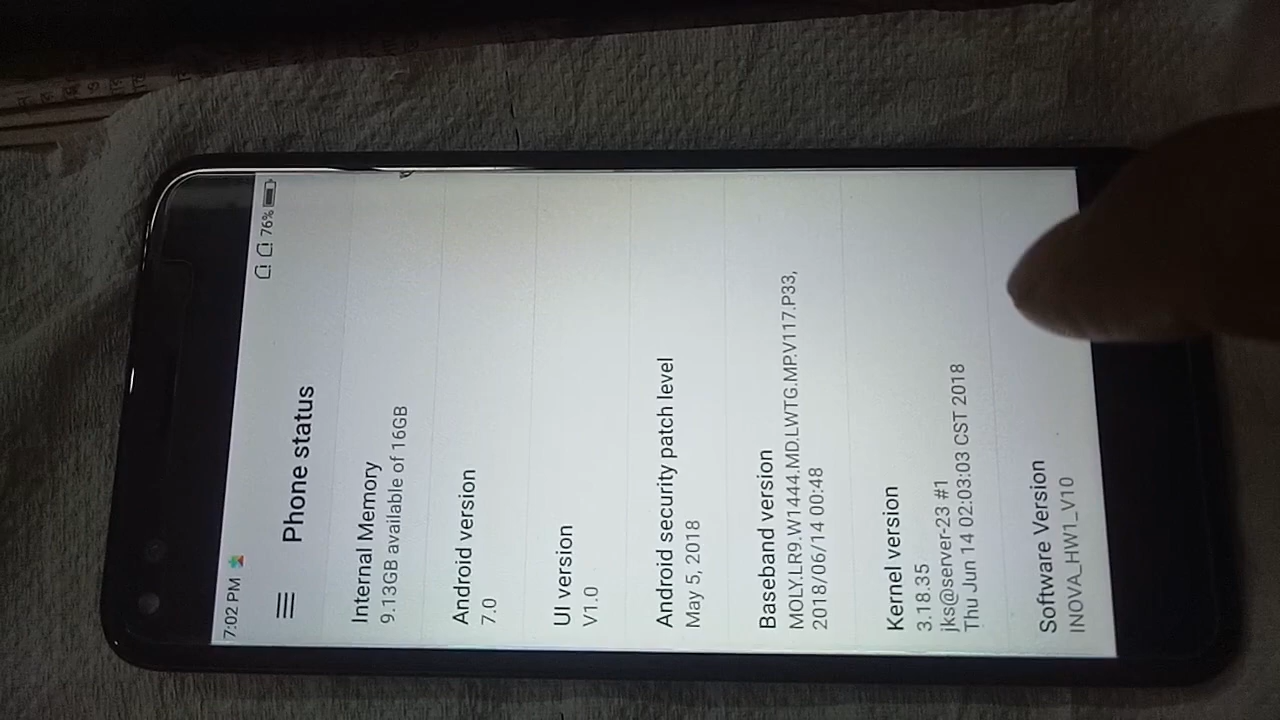 7:02 PM
76%
Phone status
Internal Memory
9.13GB available of 16GB
Android version
7.0
UI version
V1.0
Android security patch level
May 5, 2018
Baseband version
MOLY.LR9.W1444.MD.LWTG.MP.V117.P33,
2018/06/14 00:48
Kernel version
3.18.35
jks@server-23 #1
Thu Jun 14 02:03:03 CST 2018
Software Version
INOVA_HW1_V10